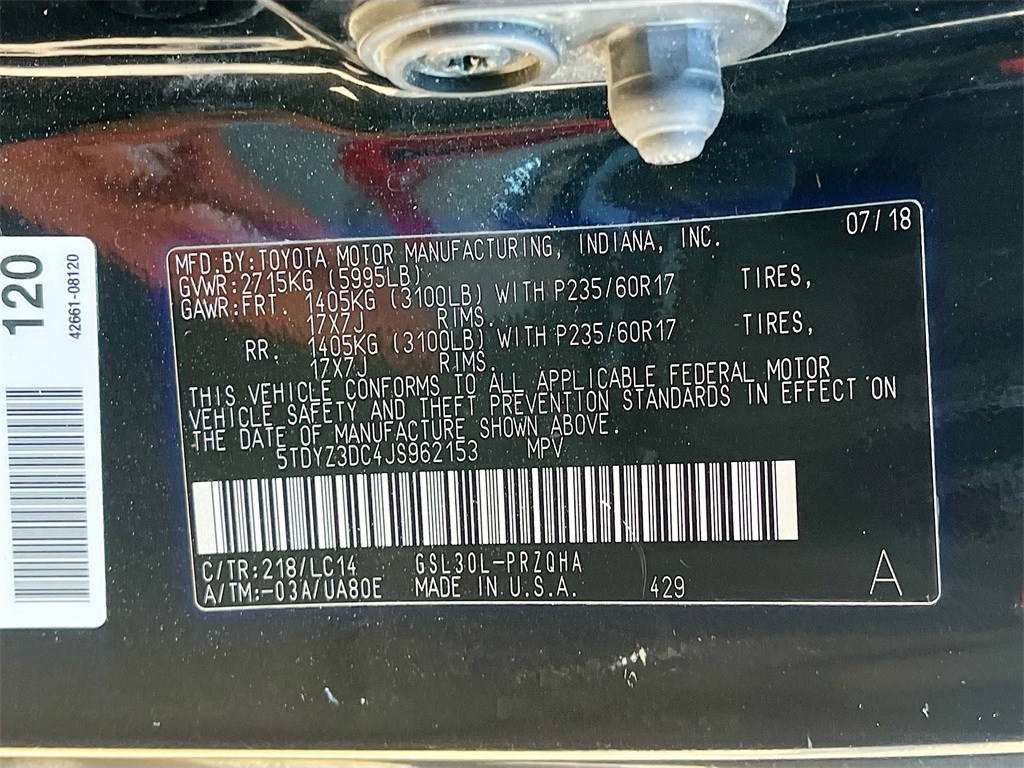 120
42661-08120
MFD.BY:TOYOTA MOTOR MANUFACTURING, INDIANA, INC. 07/18
GVWR:2715KG (5995LB)
GAWR:FRT. 1405KG (3100LB) WITH P235/60R17 TIRES,
17X7J RIMS.
RR. 1405KG (3100LB) WITH P235/60R17 TIRES,
17X7J RIMS.
THIS VEHICLE CONFORMS TO ALL APPLICABLE FEDERAL MOTOR
VEHICLE SAFETY AND THEFT PREVENTION STANDARDS IN EFFECT ON
THE DATE OF MANUFACTURE SHOWN ABOVE.
5TDYZ3DC4JS962153 MPV
C/TR:218/LC14 GSL30L-PRZQHA
A/TM:-03A/UA80E MADE IN U.S.A. 429 A